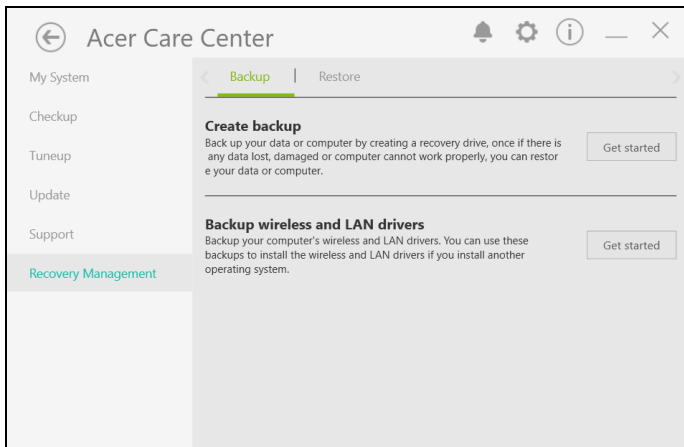 Acer Care Center
My System
Checkup
Tuneup
Update
Support
Recovery Management
Backup | Restore
Create backup
Back up your data or computer by creating a recovery drive, once if there is
any data lost, damaged or computer cannot work properly, you can restor
e your data or computer.
Get started
Backup wireless and LAN drivers
Backup your computer's wireless and LAN drivers. You can use these
backups to install the wireless and LAN drivers if you install another
operating system.
Get started